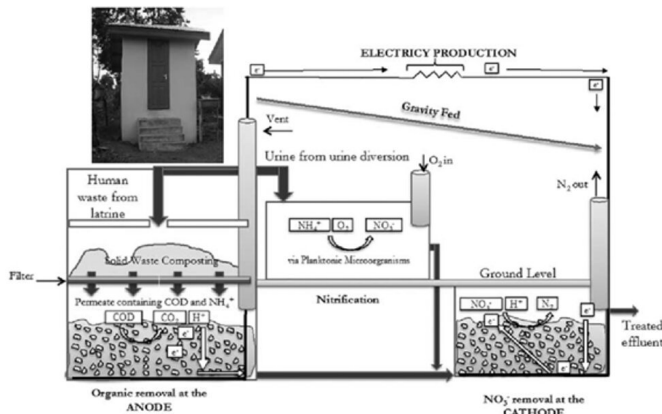 ELECTRICY PRODUCTION
e⁻
e⁻
e⁻
e⁻
Gravity Fed
Vent
Urine from urine diversion
O₂ in
N₂ out
Human
waste from
latrine
NH₄⁺ O₂ NO₃⁻
via Planktonic Microorganisms
Solid Waste Composting
Filter
Ground Level
Permeate containing COD and NH₄⁺
Nitrification
COD CO₂ H⁺
e⁻
e⁻
NO₃⁻ H⁺ N₂
e⁻
e⁻
e⁻
Treated
effluent
Organic removal at the
ANODE
NO₃⁻ removal at the
CATHODE